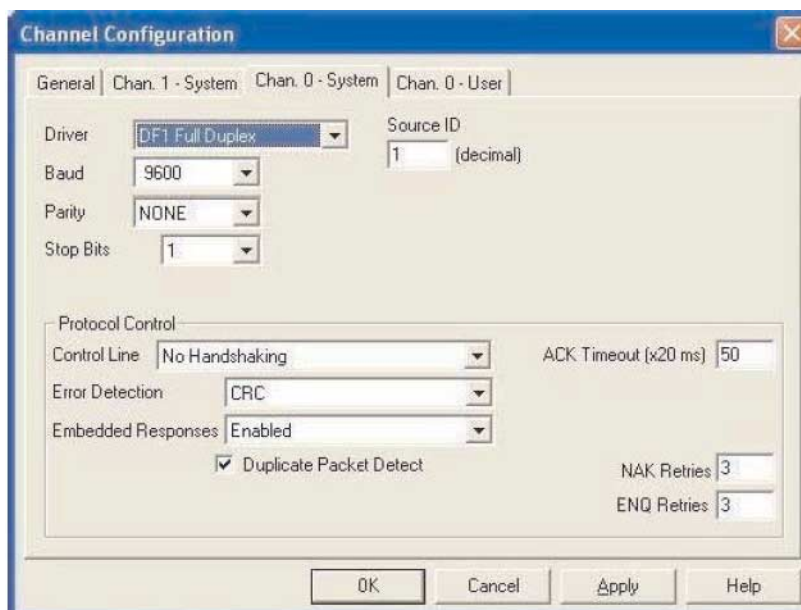 Channel Configuration
General
Chan. 1 - System
Chan. 0 - System
Chan. 0 - User
Driver
DF1 Full Duplex
Source ID
1
(decimal)
Baud
9600
Parity
NONE
Stop Bits
1
Protocol Control
Control Line
No Handshaking
ACK Timeout (x20 ms)
50
Error Detection
CRC
Embedded Responses
Enabled
Duplicate Packet Detect
NAK Retries
3
ENQ Retries
3
OK
Cancel
Apply
Help